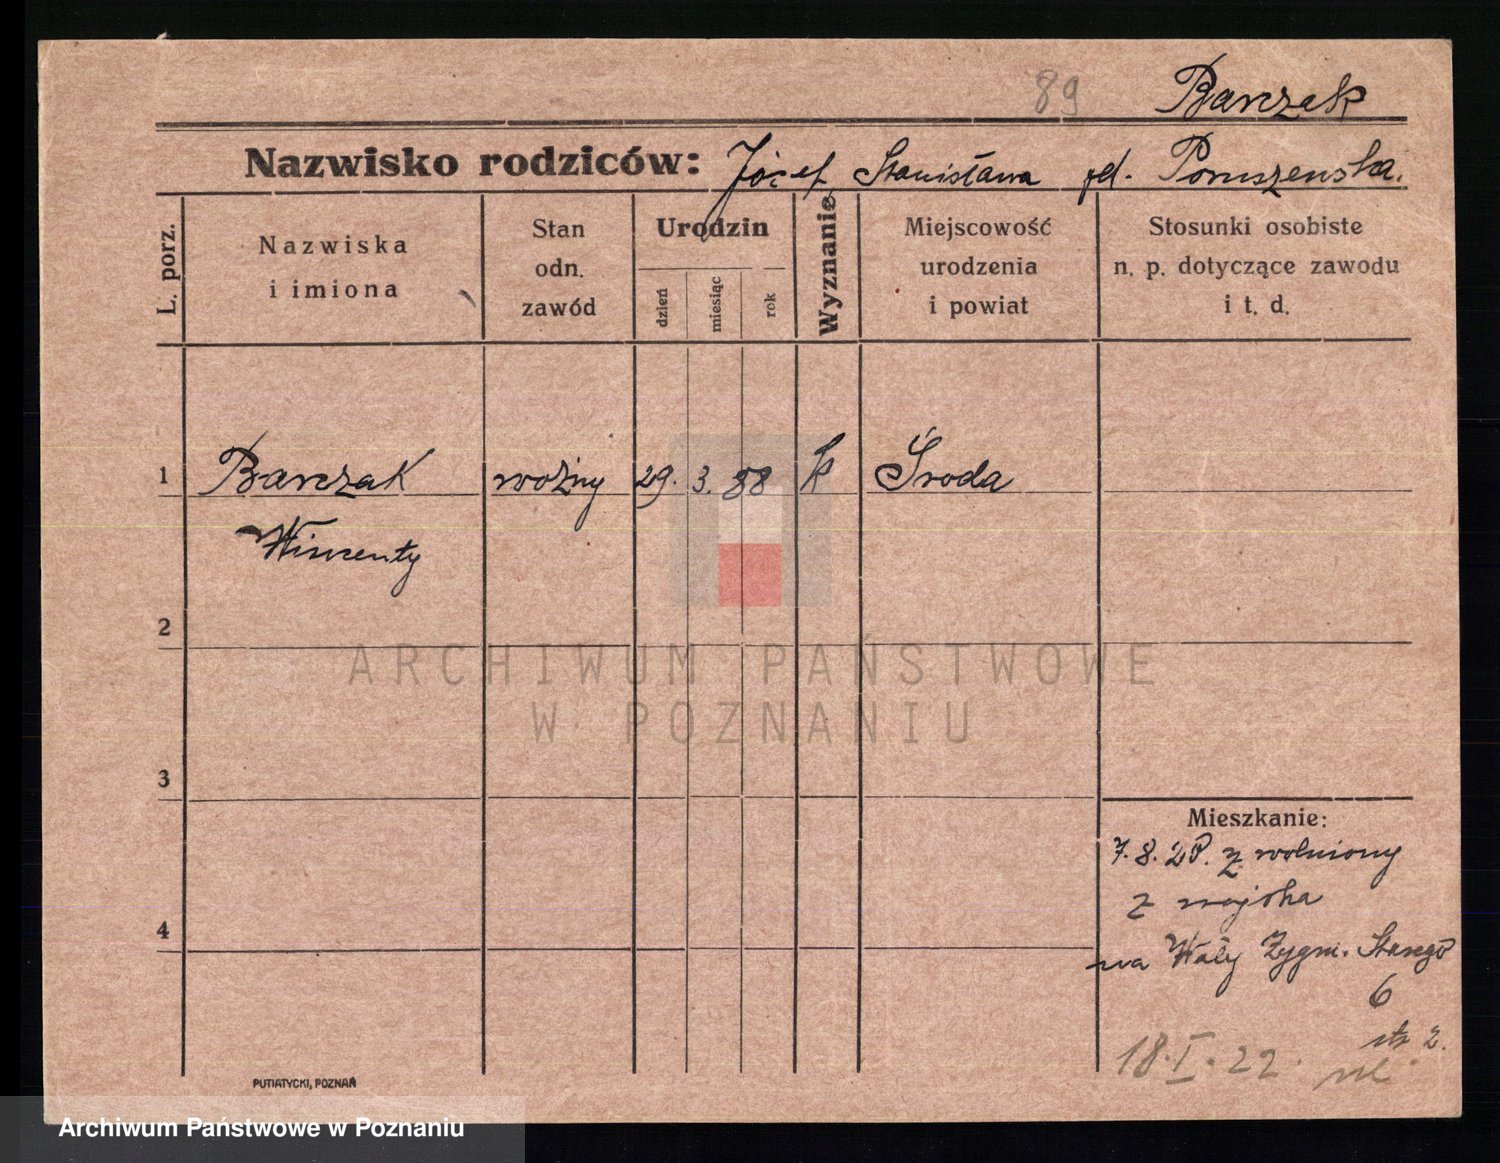 89 Barczak
Nazwisko rodziców: Józef, Stanisława
L. porz.
Nazwiska
i imiona
Stan
odn.
zawód
Urodzin
dzień
miesiąc
rok
Wyznanie
Miejscowość
urodzenia
i powiat
Stosunki osobiste
n. p. dotyczące zawodu
i t. d.
1 Barczak woźny 29. 3. 88 k Środa
Wincenty
2
3
4
Mieszkanie:
7. 8. zwolniony
z wojska
na Wały Zygm. Starego
6
str 2.
18. I. 22.
PUTIATYCKI, POZNAŃ
ARCHIWUM PAŃSTWOWE
W POZNANIU
Archiwum Państwowe w Poznaniu